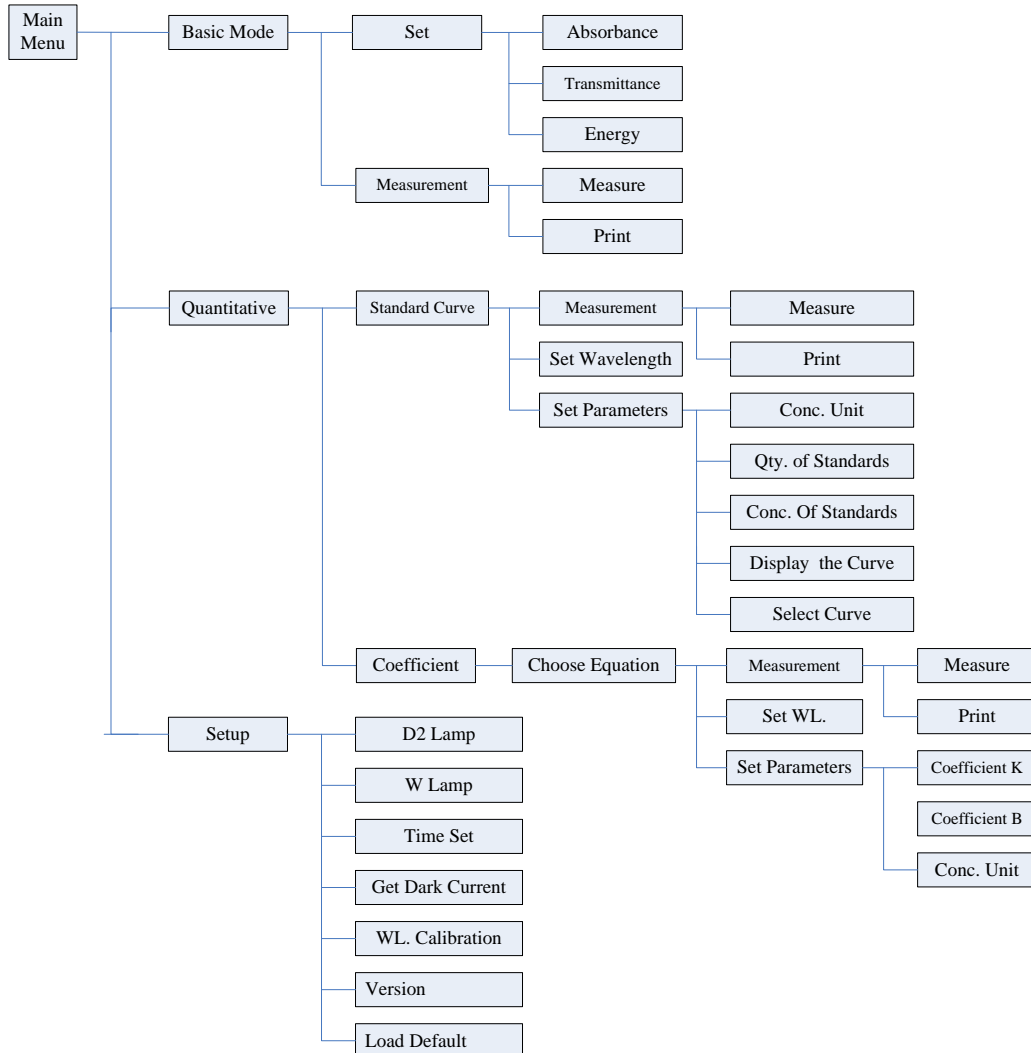 Main
Menu
Basic Mode
Set
Absorbance
Transmittance
Energy
Measurement
Measure
Print
Quantitative
Standard Curve
Measurement
Measure
Print
Set Wavelength
Set Parameters
Conc. Unit
Qty. of Standards
Conc. Of Standards
Display the Curve
Select Curve
Coefficient
Choose Equation
Measurement
Measure
Print
Set WL.
Set Parameters
Coefficient K
Coefficient B
Conc. Unit
Setup
D2 Lamp
W Lamp
Time Set
Get Dark Current
WL. Calibration
Version
Load Default